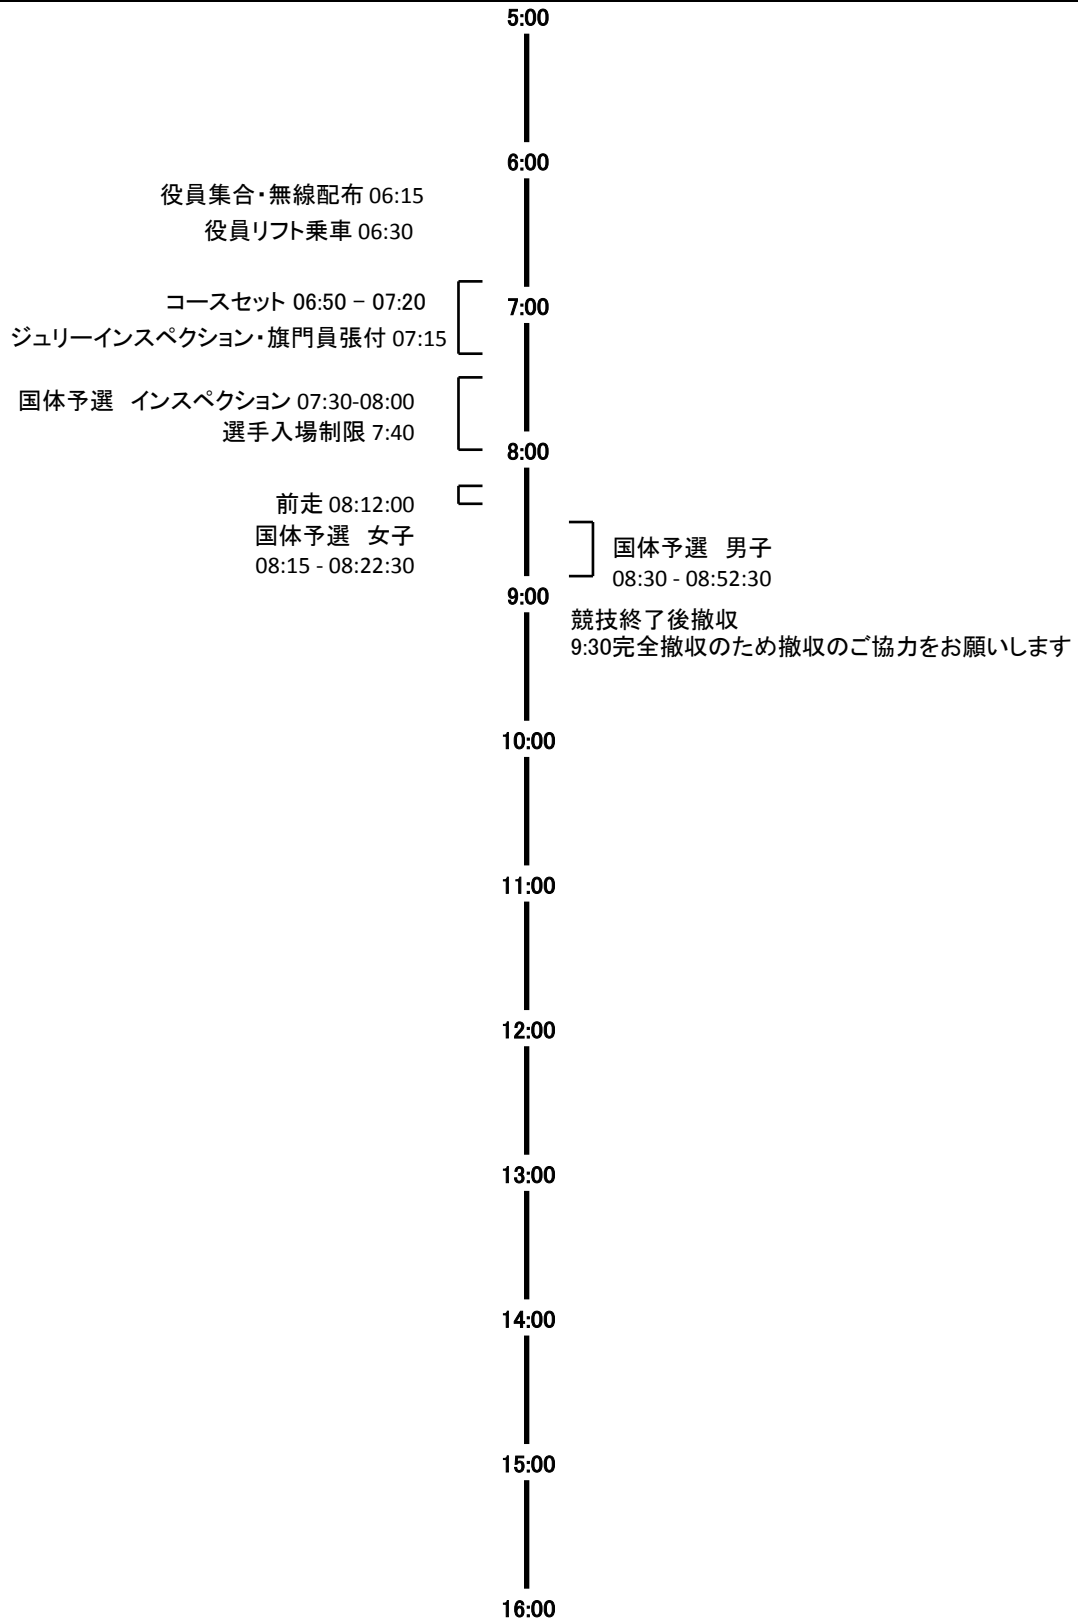 5:00
6:00
役員集合・無線配布 06:15
役員リフト乗車 06:30
コースセット 06:50 − 07:20
7:00
ジュリーインスペクション・旗門員張付 07:15
国体予選　インスペクション 07:30-08:00
選手入場制限 7:40
8:00
前走 08:12:00
国体予選　女子
08:15 - 08:22:30
国体予選　男子
08:30 - 08:52:30
9:00
競技終了後撤収
9:30完全撤収のため撤収のご協力をお願いします
10:00
11:00
12:00
13:00
14:00
15:00
16:00